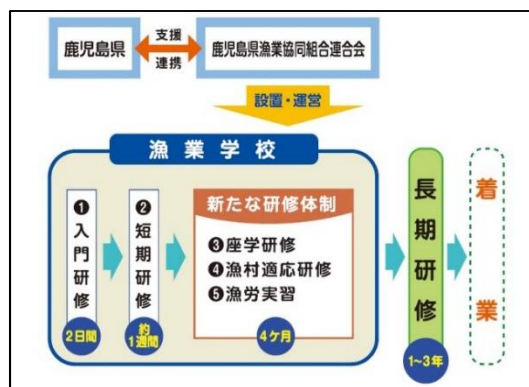 鹿児島県
支援
連携
鹿児島県漁業協同組合連合会
設置・運営
漁業学校
❶入門研修
2日間
❷短期研修
約1週間
新たな研修体制
❸座学研修
❹漁村適応研修
❺漁労実習
4ケ月
長期研修
1~3年
着業